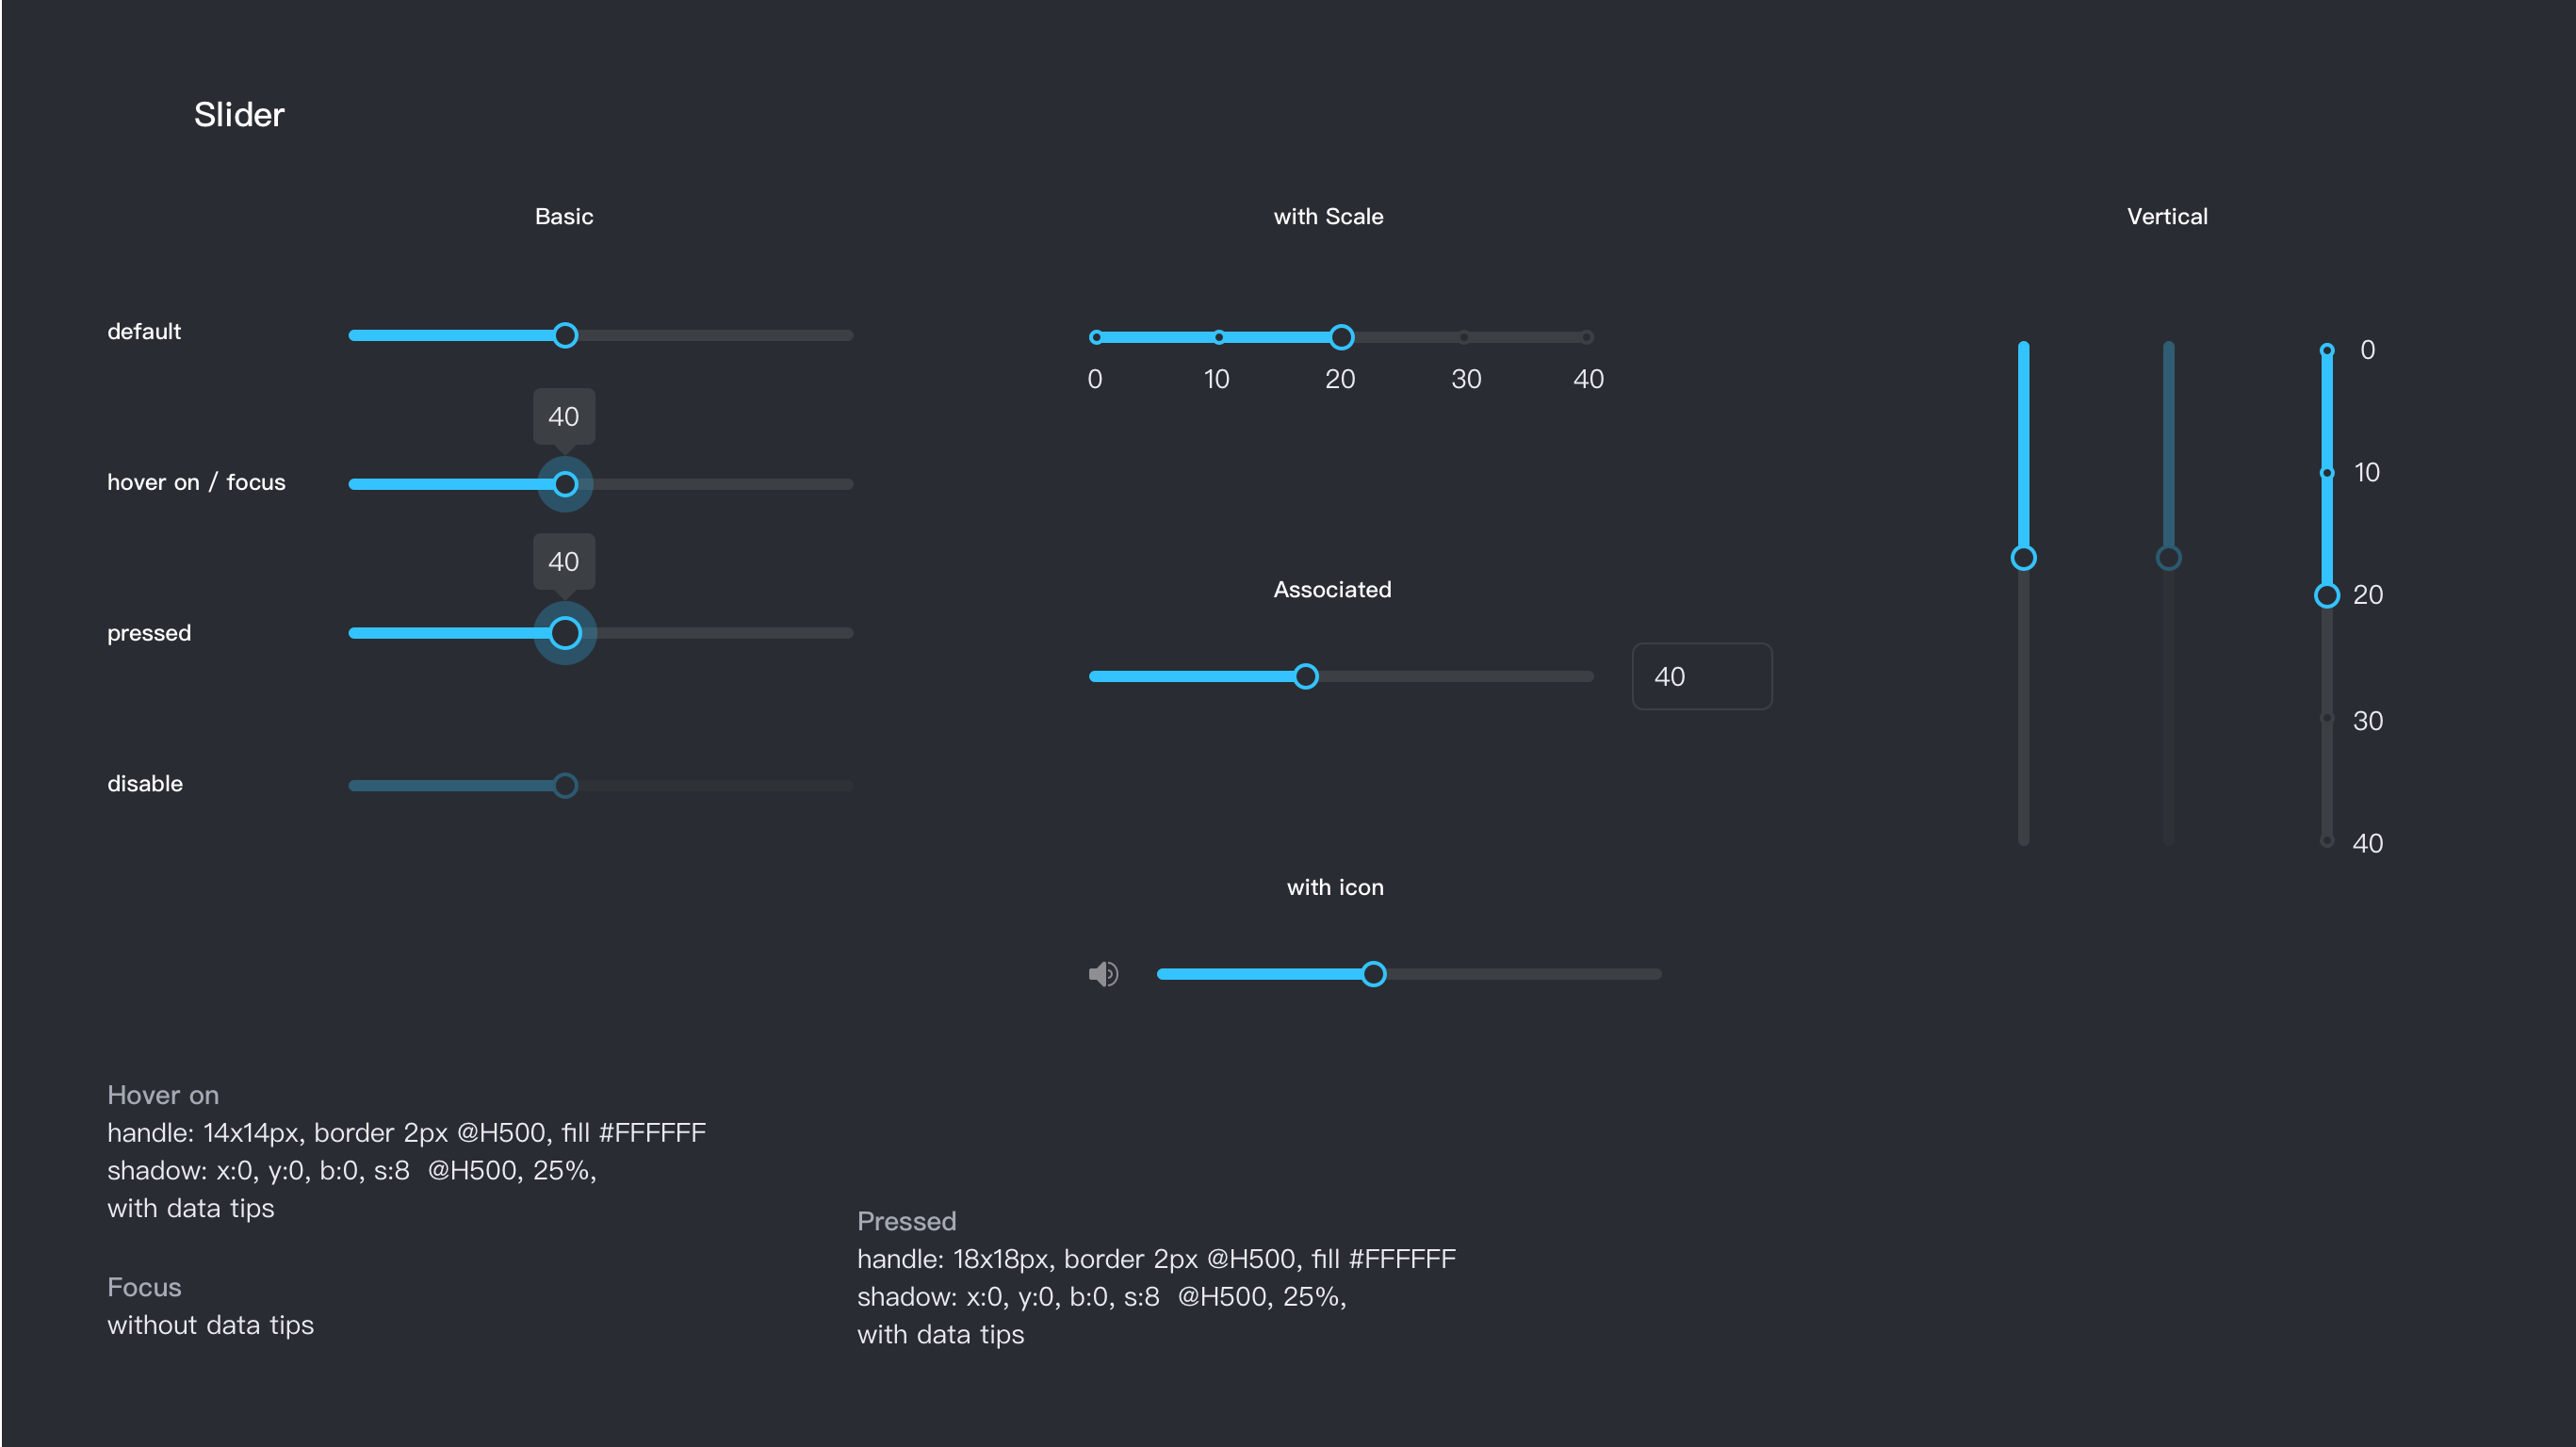 Slider
Basic
with Scale
Vertical
default
0 10 20 30 40
40
hover on / focus
40
pressed
disable
Associated
40
with icon
0
10
20
30
40
Hover on
handle: 14x14px, border 2px @H500, fill #FFFFFF
shadow: x:0, y:0, b:0, s:8 @H500, 25%,
with data tips
Focus
without data tips
Pressed
handle: 18x18px, border 2px @H500, fill #FFFFFF
shadow: x:0, y:0, b:0, s:8 @H500, 25%,
with data tips